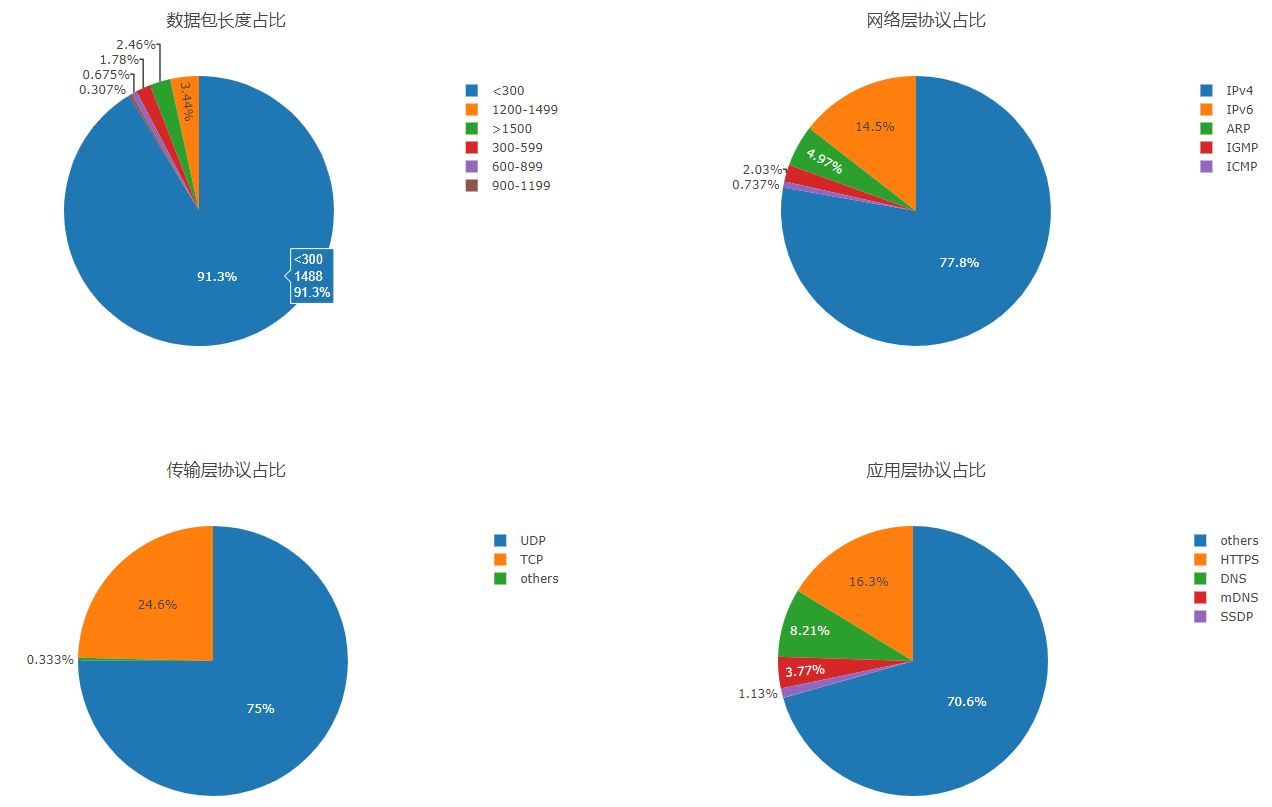 数据包长度占比
2.46%
1.78%
0.675%
0.307%
3.44%
91.3%
<300
1488
91.3%
<300
1200-1499
>1500
300-599
600-899
900-1199
网络层协议占比
14.5%
4.97%
2.03%
0.737%
77.8%
IPv4
IPv6
ARP
IGMP
ICMP
传输层协议占比
24.6%
0.333%
75%
UDP
TCP
others
应用层协议占比
16.3%
8.21%
3.77%
1.13%
70.6%
others
HTTPS
DNS
mDNS
SSDP